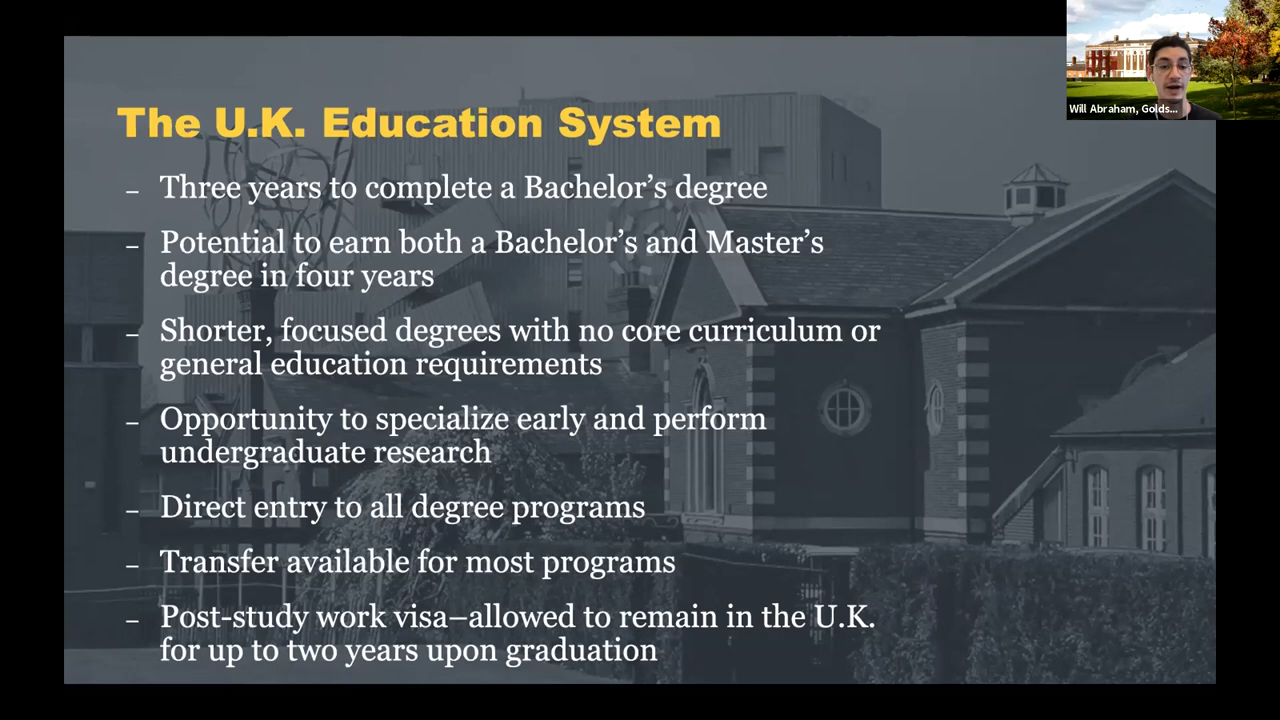 The U.K. Education System
– Three years to complete a Bachelor’s degree
– Potential to earn both a Bachelor’s and Master’s
degree in four years
– Shorter, focused degrees with no core curriculum or
general education requirements
– Opportunity to specialize early and perform
undergraduate research
– Direct entry to all degree programs
– Transfer available for most programs
– Post-study work visa–allowed to remain in the U.K.
for up to two years upon graduation
Will Abraham, Golds...